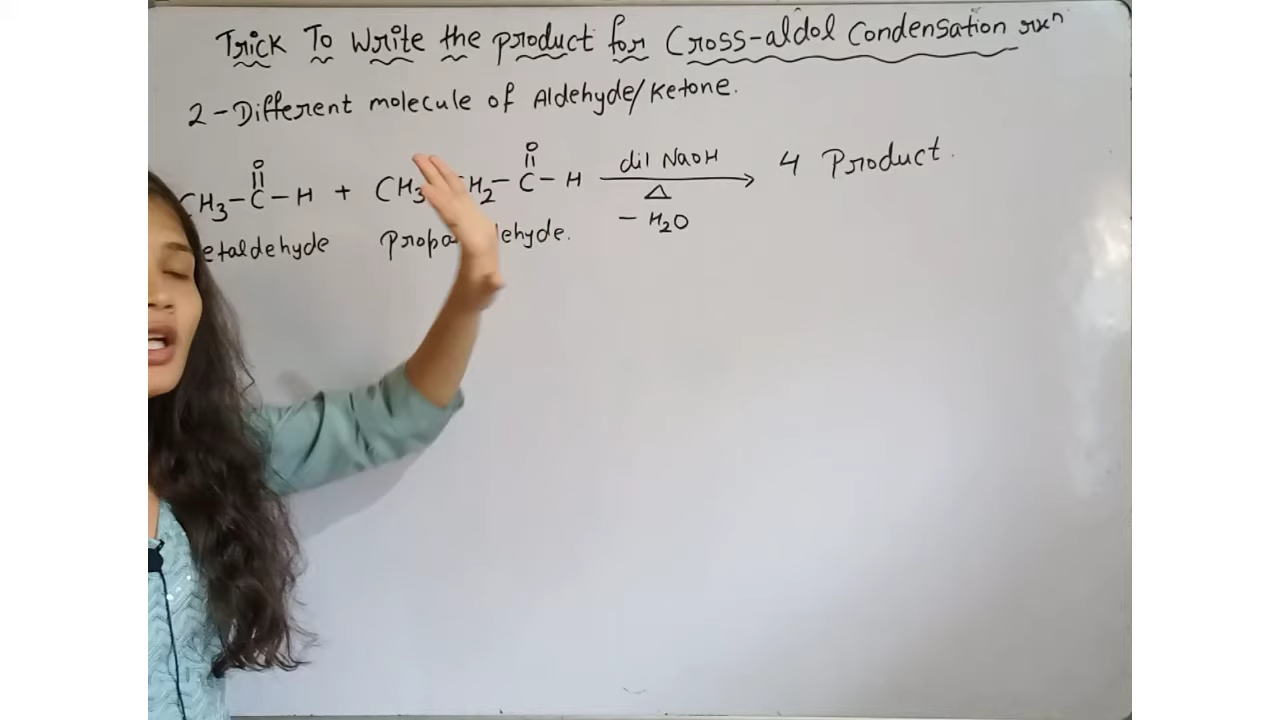 Trick To Write the product for Cross-aldol Condensation rxⁿ
2-Different molecule of Aldehyde/Ketone.
O O dil NaOH 4 Product.
|| ||
CH₃-C-H + CH₃ H₂-C-H ⟶
Δ
-H₂O
etaldehyde Propa ehyde.